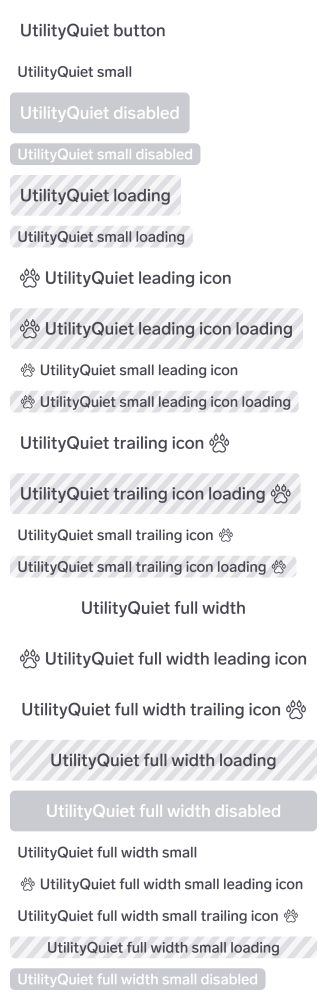 UtilityQuiet button
UtilityQuiet small
UtilityQuiet disabled
UtilityQuiet small disabled
UtilityQuiet loading
UtilityQuiet small loading
UtilityQuiet leading icon
UtilityQuiet leading icon loading
UtilityQuiet small leading icon
UtilityQuiet small leading icon loading
UtilityQuiet trailing icon
UtilityQuiet trailing icon loading
UtilityQuiet small trailing icon
UtilityQuiet small trailing icon loading
UtilityQuiet full width
UtilityQuiet full width leading icon
UtilityQuiet full width trailing icon
UtilityQuiet full width loading
UtilityQuiet full width disabled
UtilityQuiet full width small
UtilityQuiet full width small leading icon
UtilityQuiet full width small trailing icon
UtilityQuiet full width small loading
UtilityQuiet full width small disabled